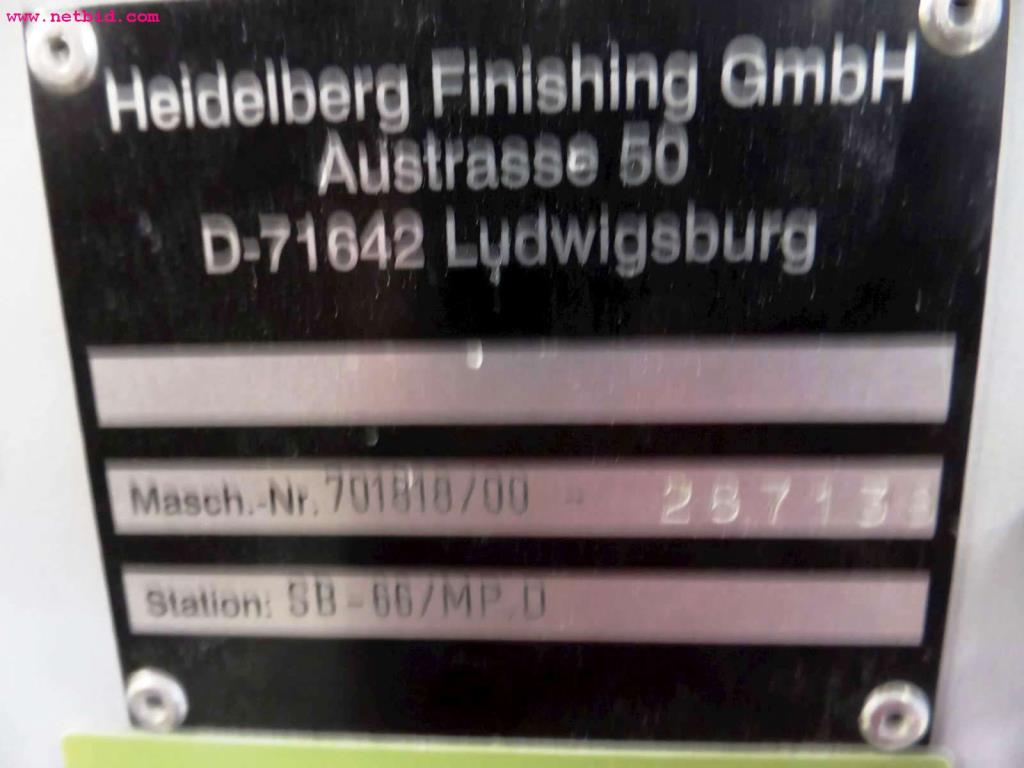 www.netbid.com
Heidelberg Finishing GmbH
Austrasse 50
D-71642 Ludwigsburg
Masch.-Nr. 701818/00 -
Station: SB-66/MP.D